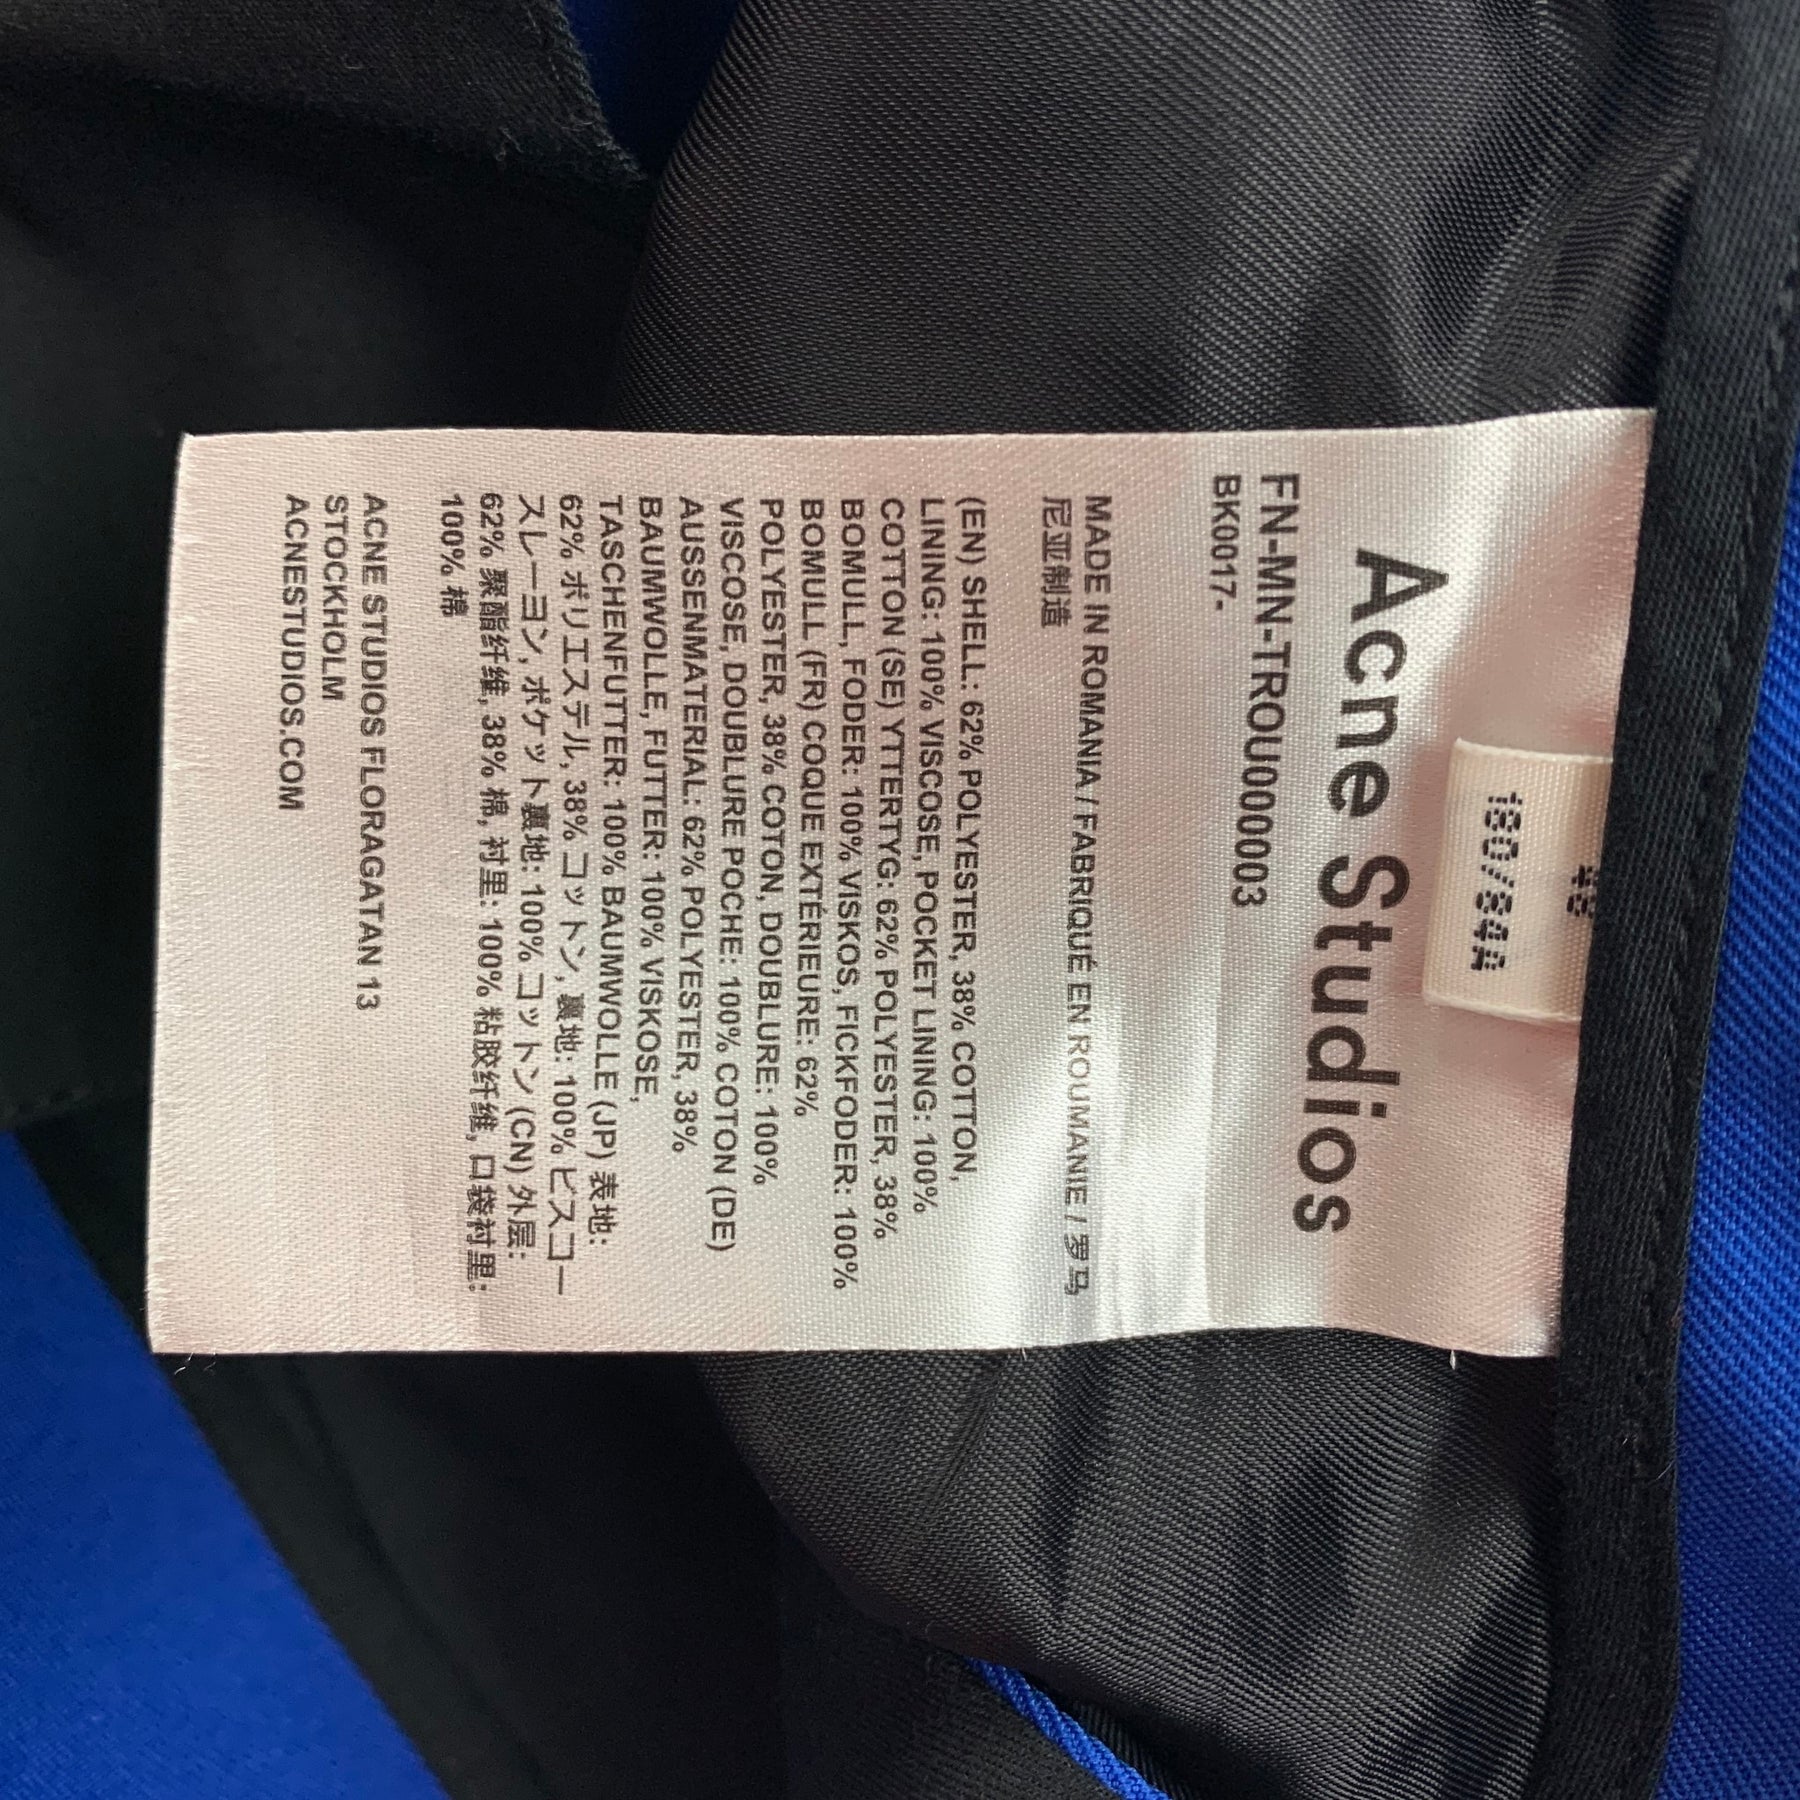 46
180/84A
Acne Studios
FN-MN-TROU000003
BK0017-
MADE IN ROMANIA / FABRIQUÉ EN ROUMANIE / 罗马
尼亚制造
(EN) SHELL: 62% POLYESTER, 38% COTTON,
LINING: 100% VISCOSE, POCKET LINING: 100%
COTTON (SE) YTTERTYG: 62% POLYESTER, 38%
BOMULL, FODER: 100% VISKOS, FICKFODER: 100%
BOMULL (FR) COQUE EXTÉRIEURE: 62%
POLYESTER, 38% COTON, DOUBLURE: 100%
VISCOSE, DOUBLURE POCHE: 100% COTON (DE)
AUSSENMATERIAL: 62% POLYESTER, 38%
BAUMWOLLE, FUTTER: 100% VISKOSE,
TASCHENFUTTER: 100% BAUMWOLLE (JP) 表地:
62% ポリエステル, 38% コットン, 裏地: 100% ビスコー
スレーヨン, ポケット裏地: 100% コットン (CN) 外层:
62% 聚酯纤维, 38% 棉, 衬里: 100% 粘胶纤维, 口袋衬里:
100% 棉
ACNE STUDIOS FLORAGATAN 13
STOCKHOLM
ACNESTUDIOS.COM